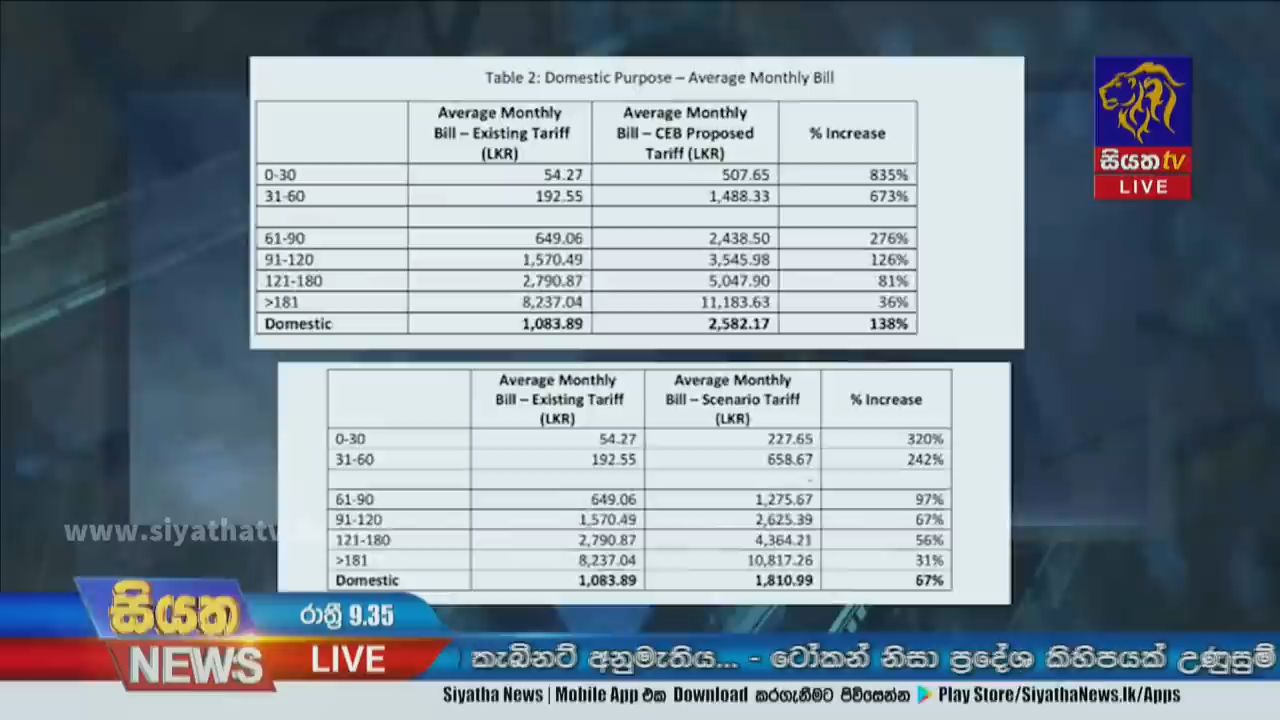 Table 2: Domestic Purpose – Average Monthly Bill
Average Monthly Bill – Existing Tariff (LKR) Average Monthly Bill – CEB Proposed Tariff (LKR) % Increase
0-30 54.27 507.65 835%
31-60 192.55 1,488.33 673%
61-90 649.06 2,438.50 276%
91-120 1,570.49 3,545.98 126%
121-180 2,790.87 5,047.90 81%
>181 8,237.04 11,183.63 36%
Domestic 1,083.89 2,582.17 138%
සියත tv
LIVE
Average Monthly Bill – Existing Tariff (LKR) Average Monthly Bill – Scenario Tariff (LKR) % Increase
0-30 54.27 227.65 320%
31-60 192.55 658.67 242%
-
61-90 649.06 1,275.67 97%
91-120 1,570.49 2,625.39 67%
121-180 2,790.87 4,364.21 56%
>181 8,237.04 10,817.26 31%
Domestic 1,083.89 1,810.99 67%
www.siyathatv
සියත රාත්‍රී 9.35
NEWS LIVE කැබිනට් අනුමැතිය... - ටෝකන් නිසා ප්‍රදේශ කිහිපයක් උණුසුම්
Siyatha News | Mobile App එක Download කරගැනීමට පිවිසෙන්න Play Store/SiyathaNews.lk/Apps